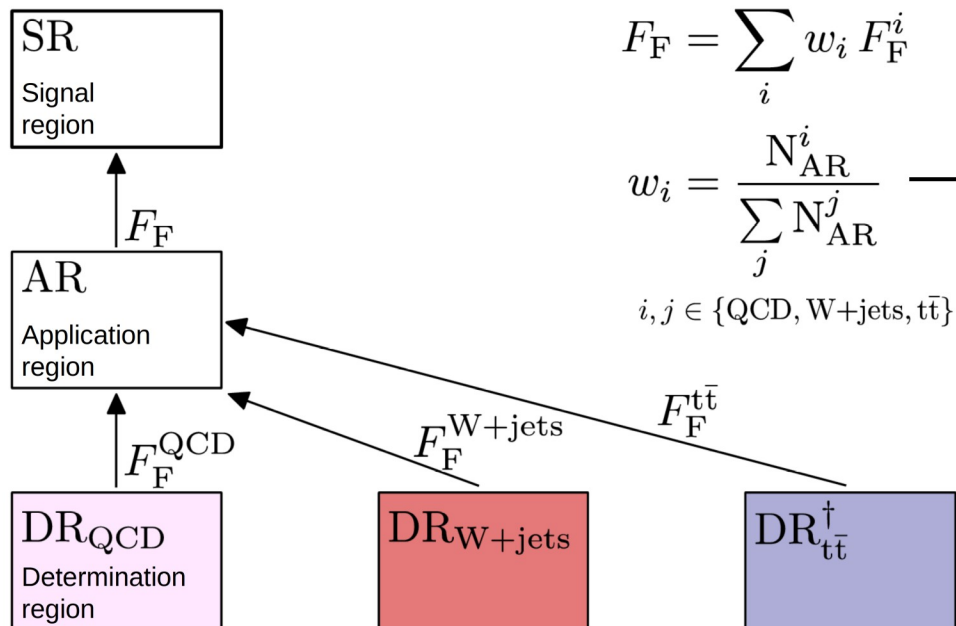 SR
Signal
region
F_F = ∑_i w_i F_F^i
w_i = N_AR^i / ∑_j N_AR^j
i, j ∈ {QCD, W+jets, tt̄}
F_F
AR
Application
region
F_F^QCD
F_F^W+jets
F_F^tt̄
DR_QCD
Determination
region
DR_W+jets
DR_tt̄^†